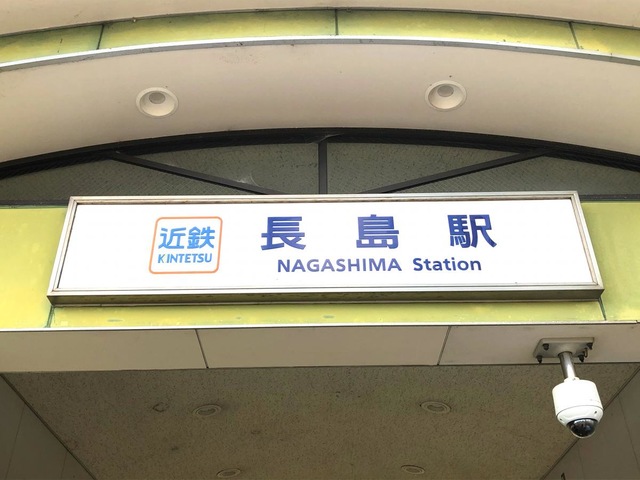 近鉄
KINTETSU
長島駅
NAGASHIMA Station